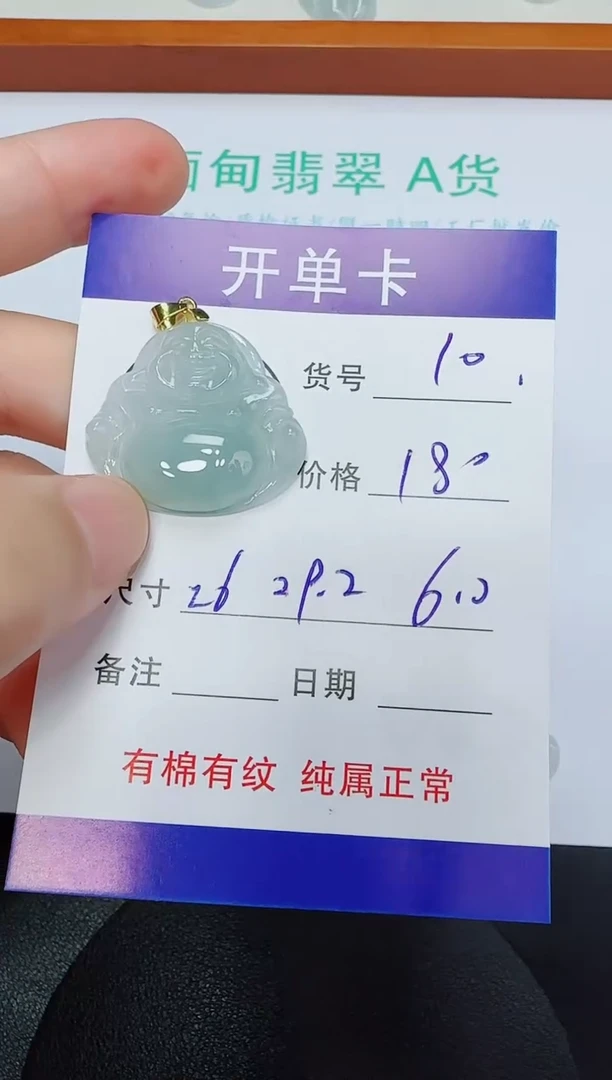 缅甸翡翠 A货
开单卡
货号 10
价格 180
尺寸 26 29.2 6.0
备注 日期
有棉有纹 纯属正常